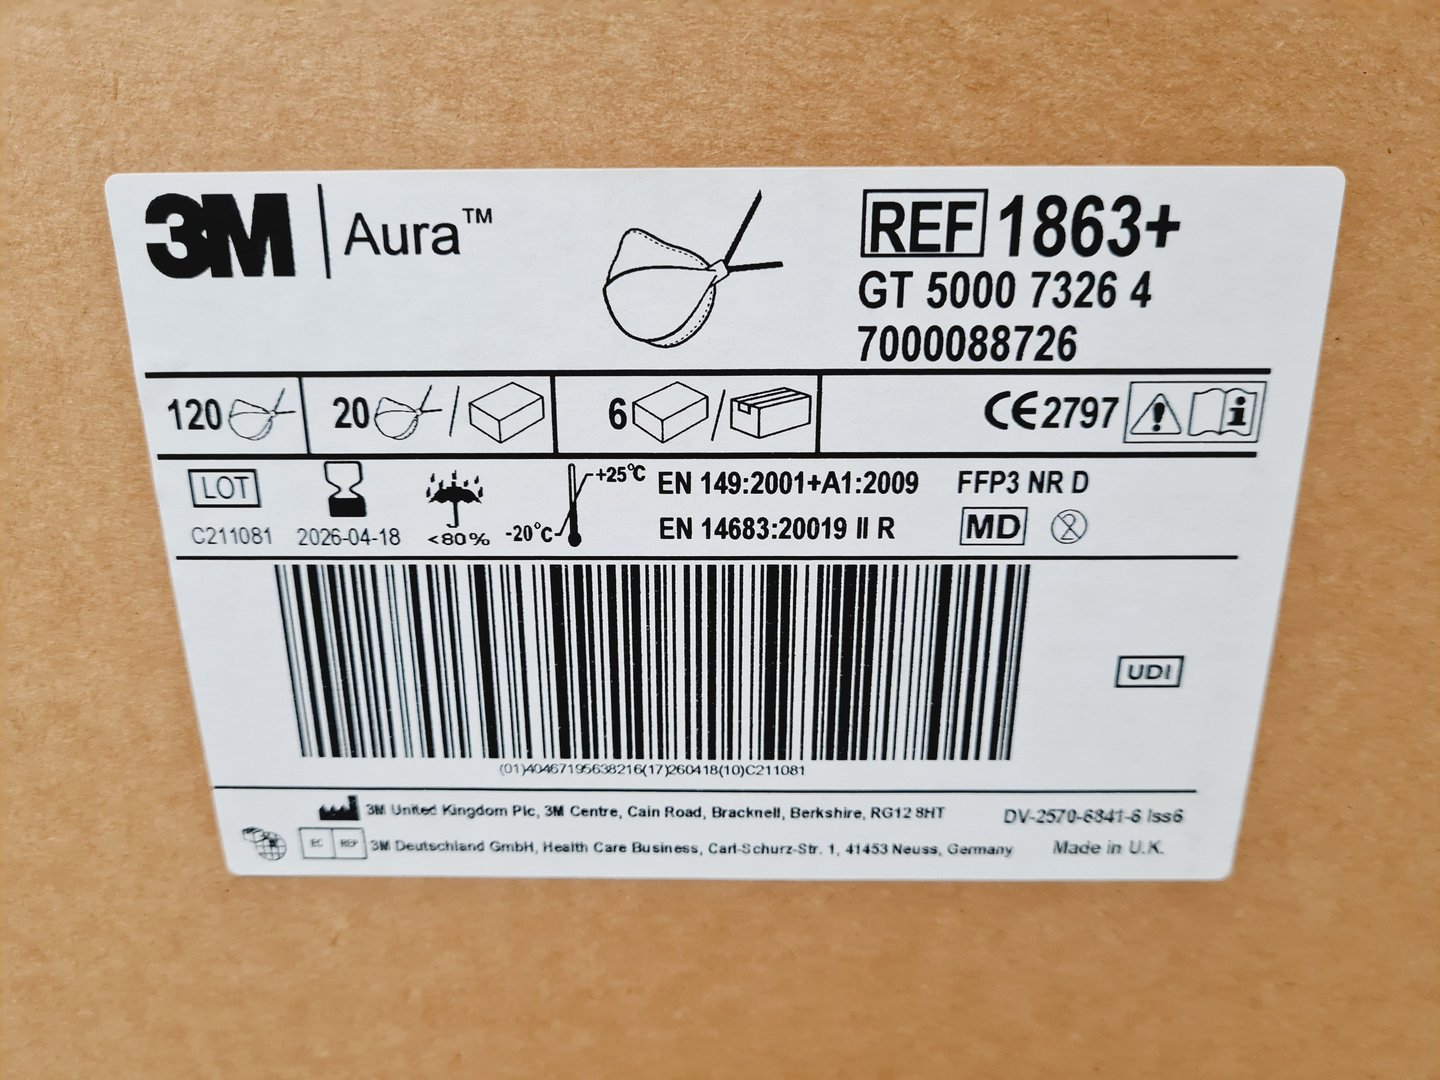 3M Aura™
REF 1863+
GT 5000 7326 4
7000088726
120 20 / 6 /
CE 2797
LOT
C211081
2026-04-18
<80%
-20°C +25°C
EN 149:2001+A1:2009 FFP3 NR D
EN 14683:20019 II R MD 2
UDI
(01)40467195638216(17)260418(10)C211081
3M United Kingdom Plc, 3M Centre, Cain Road, Bracknell, Berkshire, RG12 8HT DV-2570-6841-6 Iss6
EC REP 3M Deutschland GmbH, Health Care Business, Carl-Schurz-Str. 1, 41453 Neuss, Germany Made in U.K.